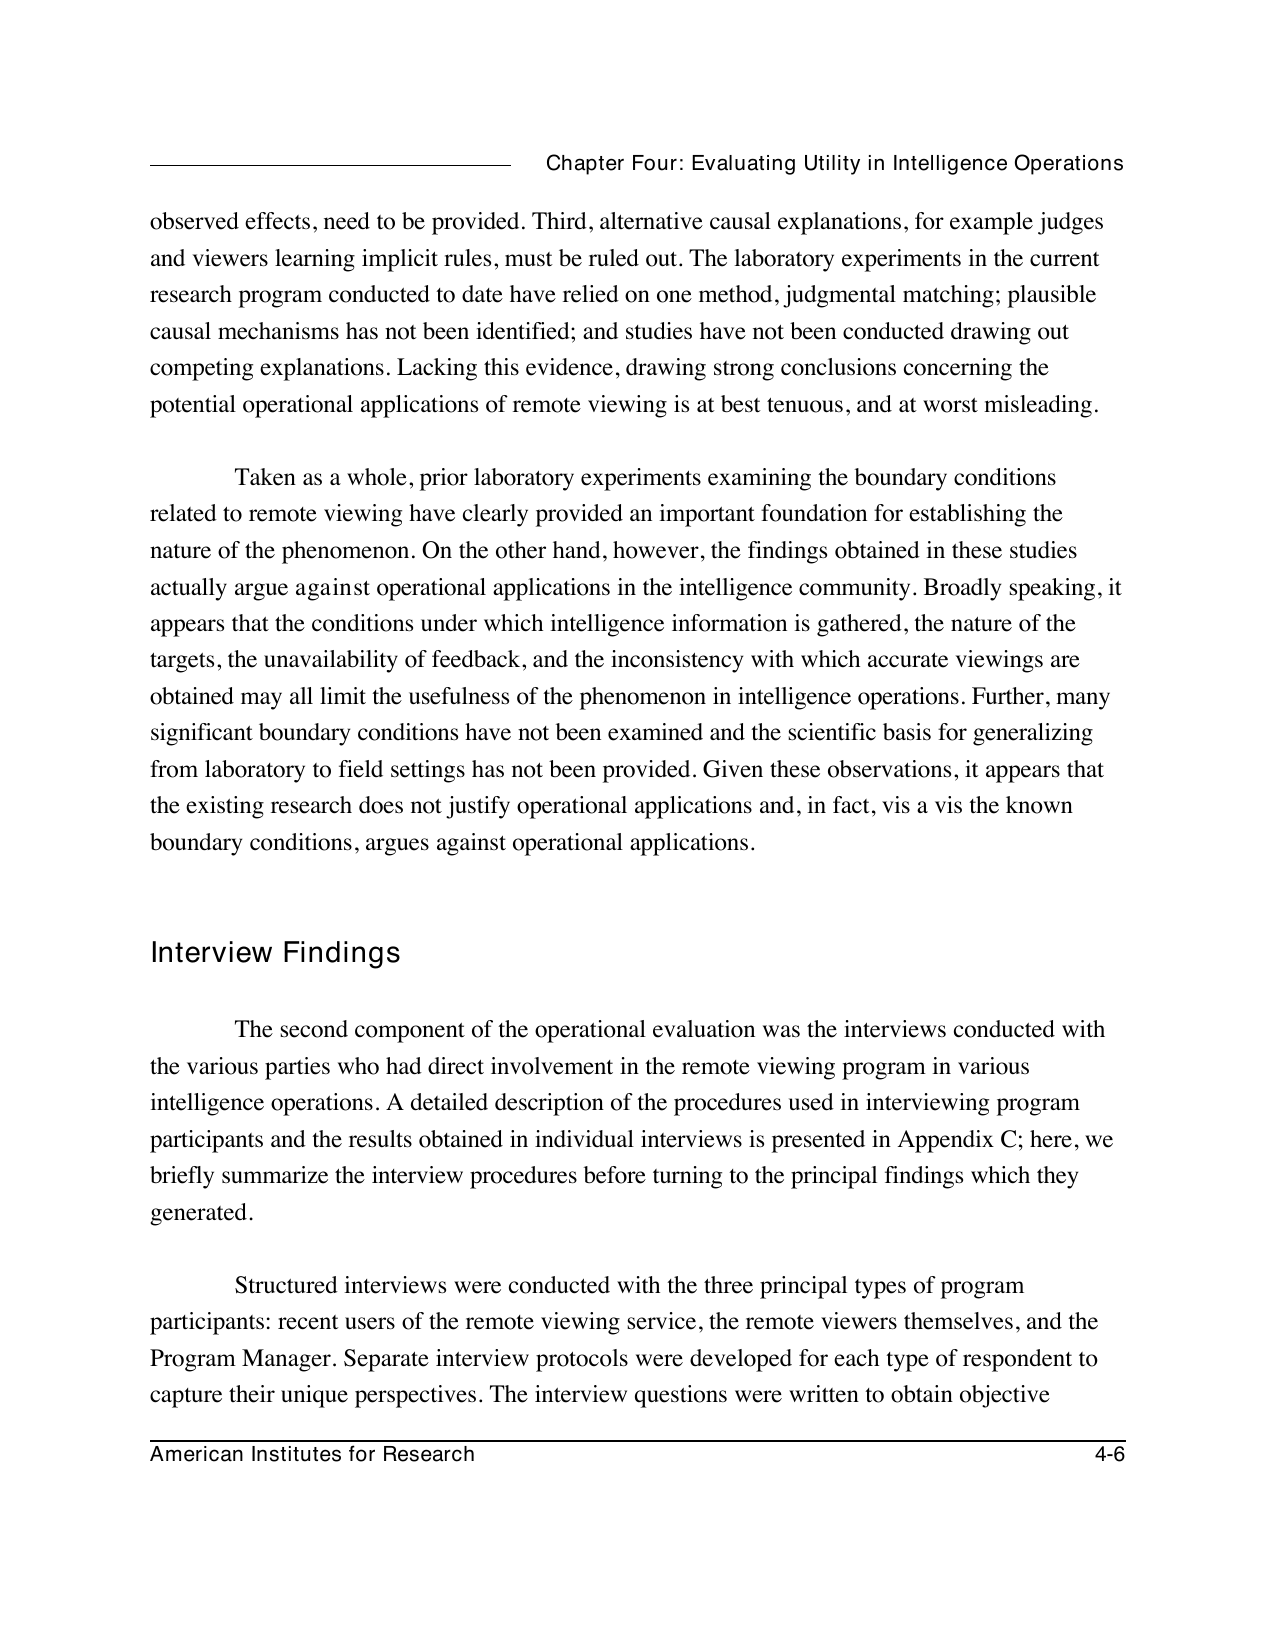 Chapter Four: Evaluating Utility in Intelligence Operations
observed effects, need to be provided. Third, alternative causal explanations, for example judges
and viewers learning implicit rules, must be ruled out. The laboratory experiments in the current
research program conducted to date have relied on one method, judgmental matching; plausible
causal mechanisms has not been identified; and studies have not been conducted drawing out
competing explanations. Lacking this evidence, drawing strong conclusions concerning the
potential operational applications of remote viewing is at best tenuous, and at worst misleading.
Taken as a whole, prior laboratory experiments examining the boundary conditions
related to remote viewing have clearly provided an important foundation for establishing the
nature of the phenomenon. On the other hand, however, the findings obtained in these studies
actually argue against operational applications in the intelligence community. Broadly speaking, it
appears that the conditions under which intelligence information is gathered, the nature of the
targets, the unavailability of feedback, and the inconsistency with which accurate viewings are
obtained may all limit the usefulness of the phenomenon in intelligence operations. Further, many
significant boundary conditions have not been examined and the scientific basis for generalizing
from laboratory to field settings has not been provided. Given these observations, it appears that
the existing research does not justify operational applications and, in fact, vis a vis the known
boundary conditions, argues against operational applications.
Interview Findings
The second component of the operational evaluation was the interviews conducted with
the various parties who had direct involvement in the remote viewing program in various
intelligence operations. A detailed description of the procedures used in interviewing program
participants and the results obtained in individual interviews is presented in Appendix C; here, we
briefly summarize the interview procedures before turning to the principal findings which they
generated.
Structured interviews were conducted with the three principal types of program
participants: recent users of the remote viewing service, the remote viewers themselves, and the
Program Manager. Separate interview protocols were developed for each type of respondent to
capture their unique perspectives. The interview questions were written to obtain objective
American Institutes for Research 4-6